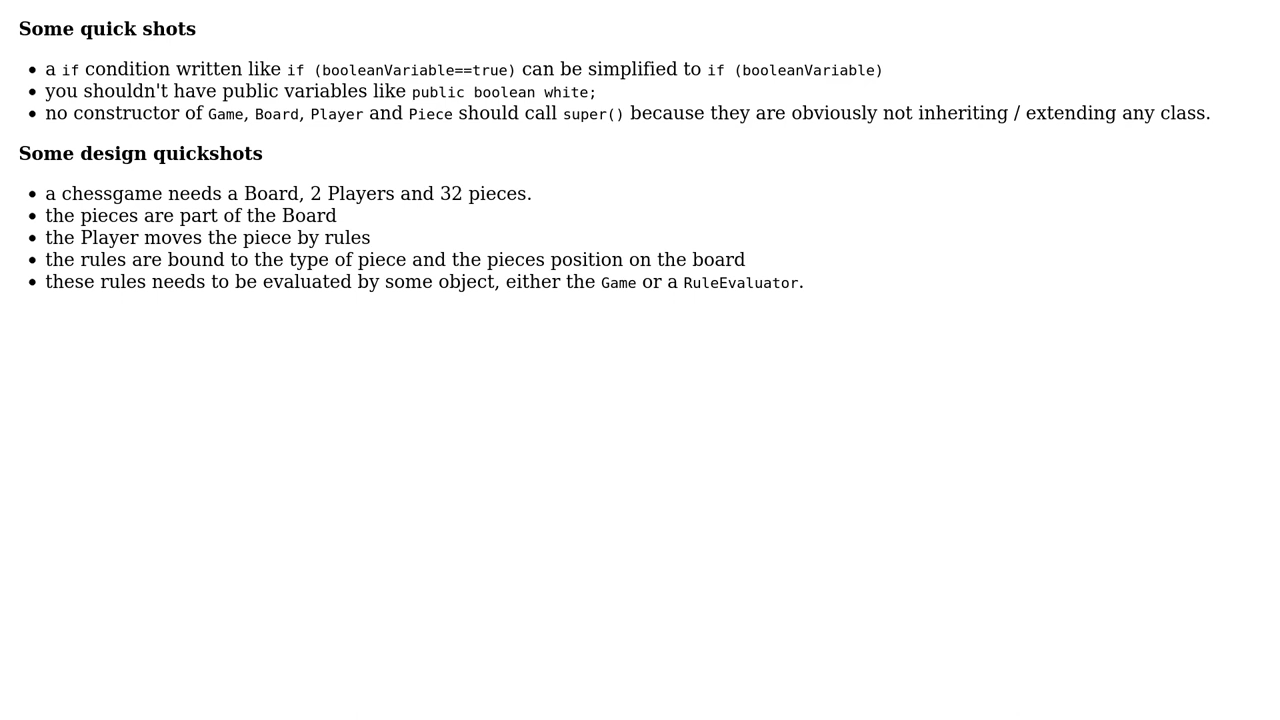 Some quick shots
• a if condition written like if (booleanVariable==true) can be simplified to if (booleanVariable)
• you shouldn't have public variables like public boolean white;
• no constructor of Game, Board, Player and Piece should call super() because they are obviously not inheriting / extending any class.
Some design quickshots
• a chessgame needs a Board, 2 Players and 32 pieces.
• the pieces are part of the Board
• the Player moves the piece by rules
• the rules are bound to the type of piece and the pieces position on the board
• these rules needs to be evaluated by some object, either the Game or a RuleEvaluator.